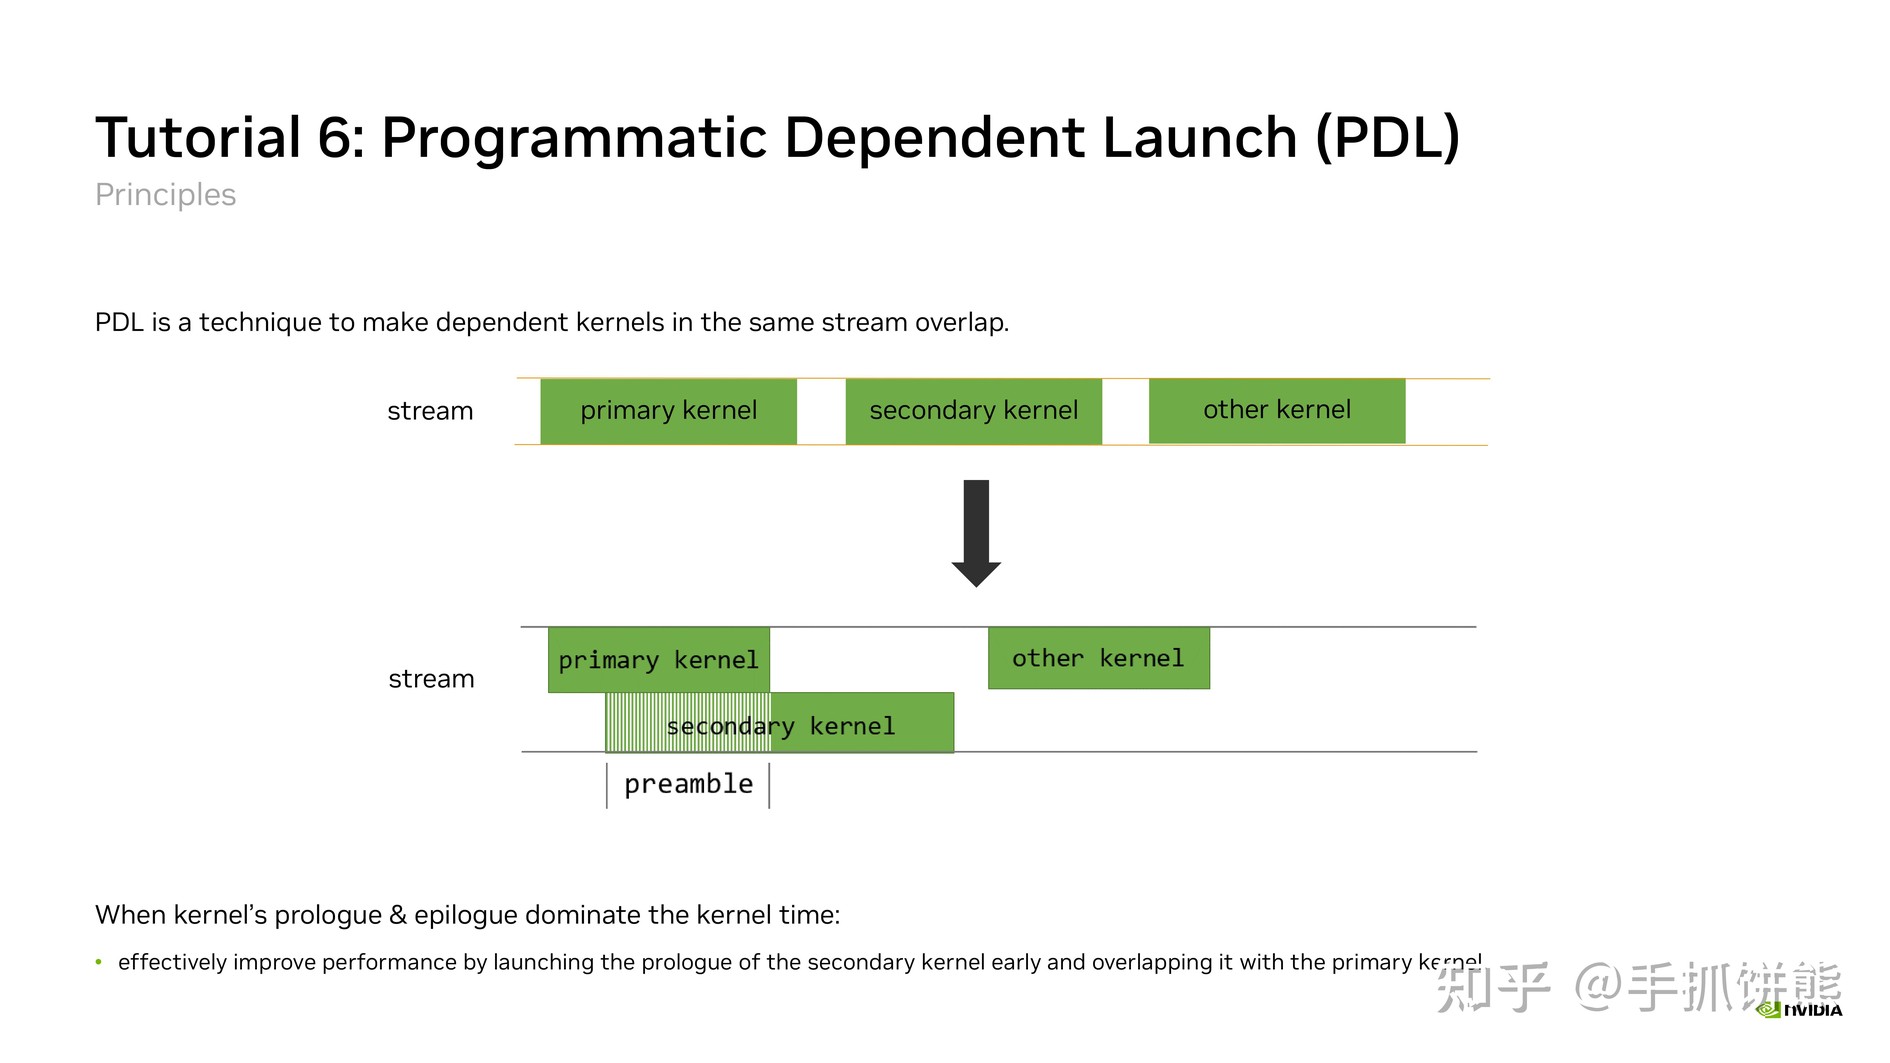 Tutorial 6: Programmatic Dependent Launch (PDL)
Principles
PDL is a technique to make dependent kernels in the same stream overlap.
stream
primary kernel
secondary kernel
other kernel
stream
primary kernel
other kernel
secondary kernel
preamble
When kernel’s prologue & epilogue dominate the kernel time:
• effectively improve performance by launching the prologue of the secondary kernel early and overlapping it with the primary kernel
知乎 @手抓饼熊
NVIDIA